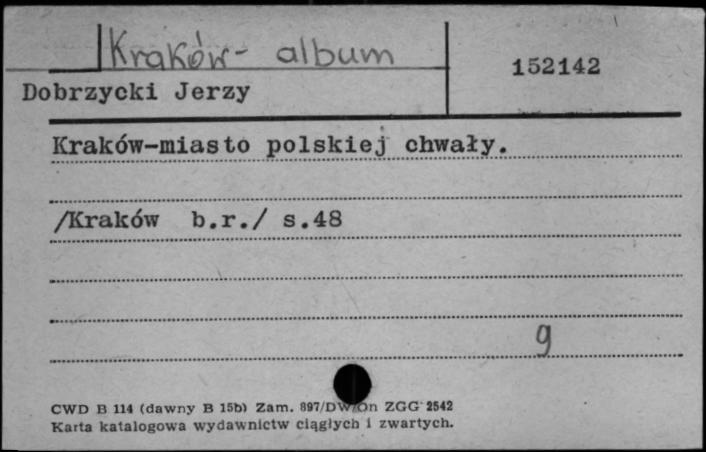 Kraków- album
152142
Dobrzycki Jerzy
Kraków-miasto polskiej chwały.
/Kraków b.r./ s.48
9
CWD B 114 (dawny B 15b) Zam. 897/DW/On ZGG 2542
Karta katalogowa wydawnictw ciągłych i zwartych.